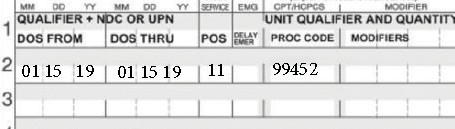 MM DD YY MM DD YY SERVICE EMG CPT/HCPCS MODIFIER
1 QUALIFIER + NDC OR UPN UNIT QUALIFIER AND QUANTITY
DOS FROM DOS THRU POS DELAY EMER PROC CODE MODIFIERS
2 01 15 19 01 15 19 11 99452
3